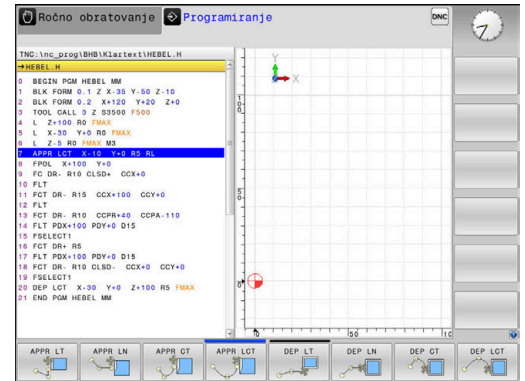 Ročno obratovanje
Programiranje
DNC
TNC:\nc_prog\BHB\Klartext\HEBEL.H
→HEBEL.H
0 BEGIN PGM HEBEL MM
1 BLK FORM 0.1 Z X-35 Y-50 Z-10
2 BLK FORM 0.2 X+120 Y+20 Z+0
3 TOOL CALL 3 Z S3500 F500
4 L Z+100 R0 FMAX
5 L X-30 Y+0 R0 FMAX
6 L Z-5 R0 FMAX M3
7 APPR LCT X-10 Y+0 R5 RL
8 FPOL X+100 Y+0
9 FC DR- R10 CLSD+ CCX+0
10 FLT
11 FCT DR- R15 CCX+100 CCY+0
12 FLT
13 FCT DR- R10 CCPR+40 CCPA-110
14 FLT PDX+100 PDY+0 D15
15 FSELECT1
16 FCT DR+ R5
17 FLT PDX+100 PDY+0 D15
18 FCT DR- R10 CLSD- CCX+0 CCY+0
19 FSELECT1
20 DEP LCT X-30 Y+0 Z+100 R5 FMAX
21 END PGM HEBEL MM
Y
X
100
50
0
0
50
10
APPR LT
APPR LN
APPR CT
APPR LCT
DEP LT
DEP LN
DEP CT
DEP LCT